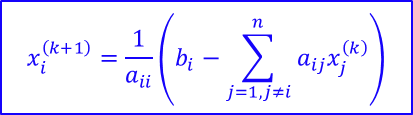 $x_i^{(k+1)} = \frac{1}{a_{ii}} \left( b_i - \sum_{j=1, j \neq i}^{n} a_{ij} x_j^{(k)} \right)$